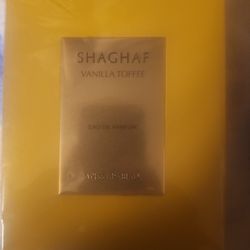 SHAGHAF
VANILLA TOFFEE
EAU DE PARFUM